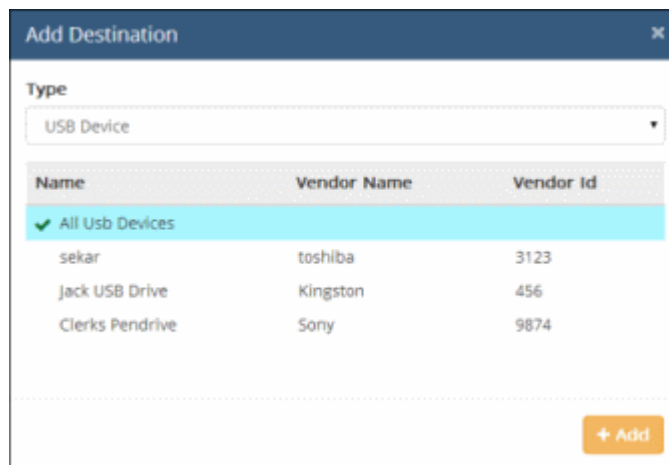 Add Destination ×
Type
USB Device
Name Vendor Name Vendor Id
All Usb Devices
sekar toshiba 3123
Jack USB Drive Kingston 456
Clerks Pendrive Sony 9874
+ Add